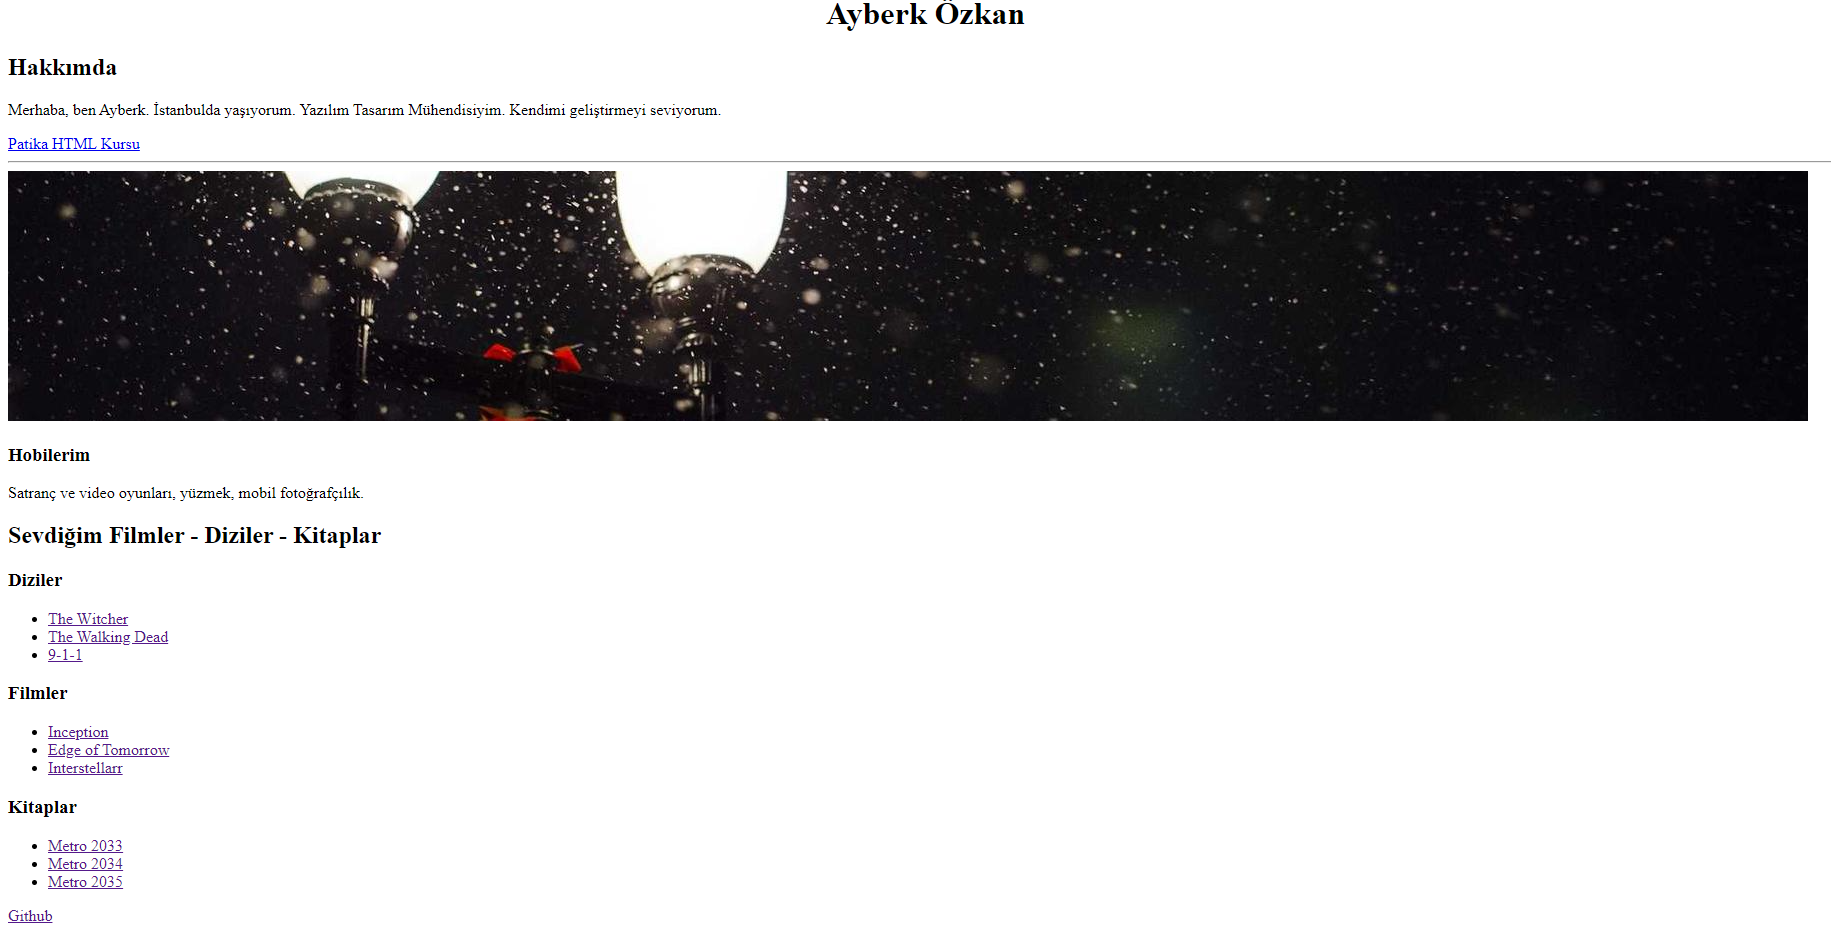 Ayberk Özkan
Hakkımda
Merhaba, ben Ayberk. İstanbulda yaşıyorum. Yazılım Tasarım Mühendisiyim. Kendimi geliştirmeyi seviyorum.
Patika HTML Kursu
Hobilerim
Satranç ve video oyunları, yüzmek, mobil fotoğrafçılık.
Sevdiğim Filmler - Diziler - Kitaplar
Diziler
The Witcher
The Walking Dead
9-1-1
Filmler
Inception
Edge of Tomorrow
Interstellarr
Kitaplar
Metro 2033
Metro 2034
Metro 2035
Github